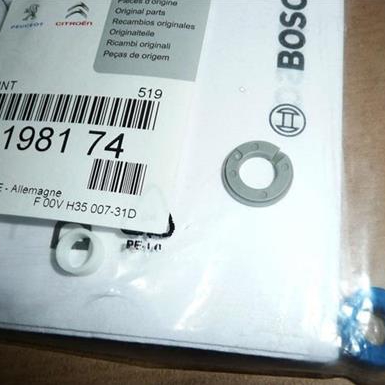 PEUGEOT CITROËN
Pièces d'origine
Original parts
Recambios originales
Originalteile
Ricambi originali
Peças de origem
BOSCH
519
1981 74
E - Allemagne
F 00V H35 007-31D